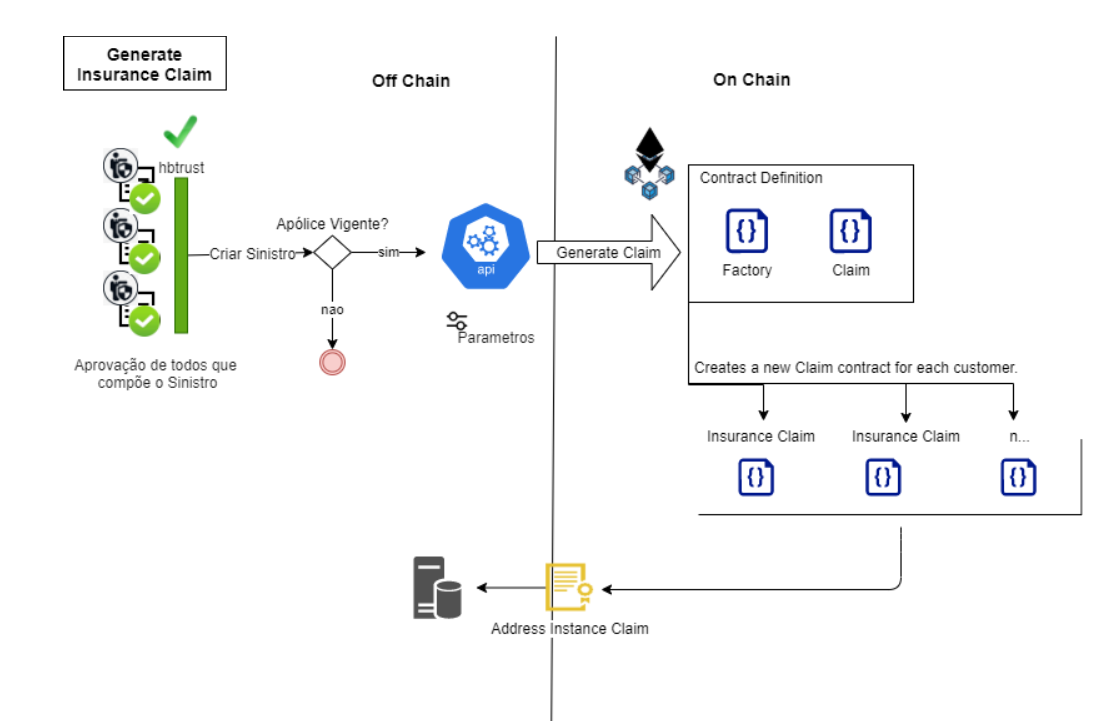 Generate
Insurance Claim
Off Chain
On Chain
hbtrust
Contract Definition
Apólice Vigente?
Criar Sinistro
sim
api
Generate Claim
Factory
Claim
nao
Parametros
Aprovação de todos que
compõe o Sinistro
Creates a new Claim contract for each customer.
Insurance Claim
Insurance Claim
n...
Address Instance Claim